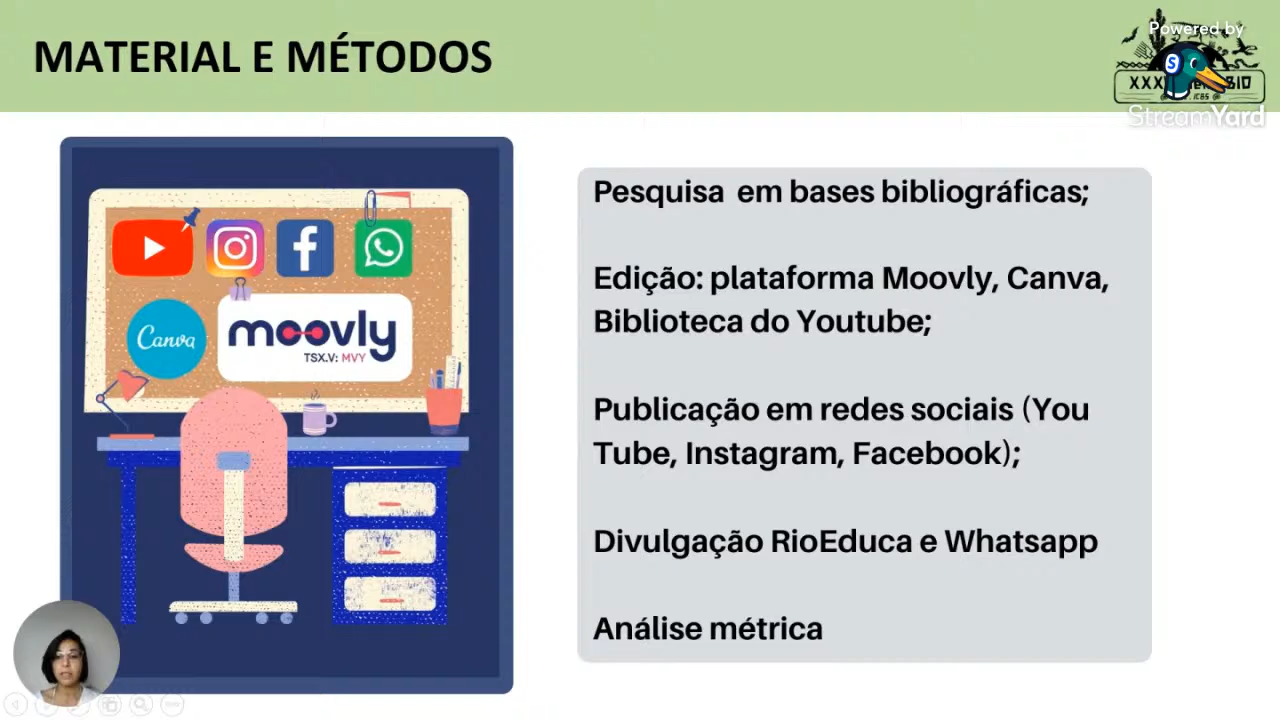 MATERIAL E MÉTODOS
Powered by
StreamYard
Canva
moovly
TSX.V: MVY
Pesquisa em bases bibliográficas;
Edição: plataforma Moovly, Canva,
Biblioteca do Youtube;
Publicação em redes sociais (You
Tube, Instagram, Facebook);
Divulgação RioEduca e Whatsapp
Análise métrica